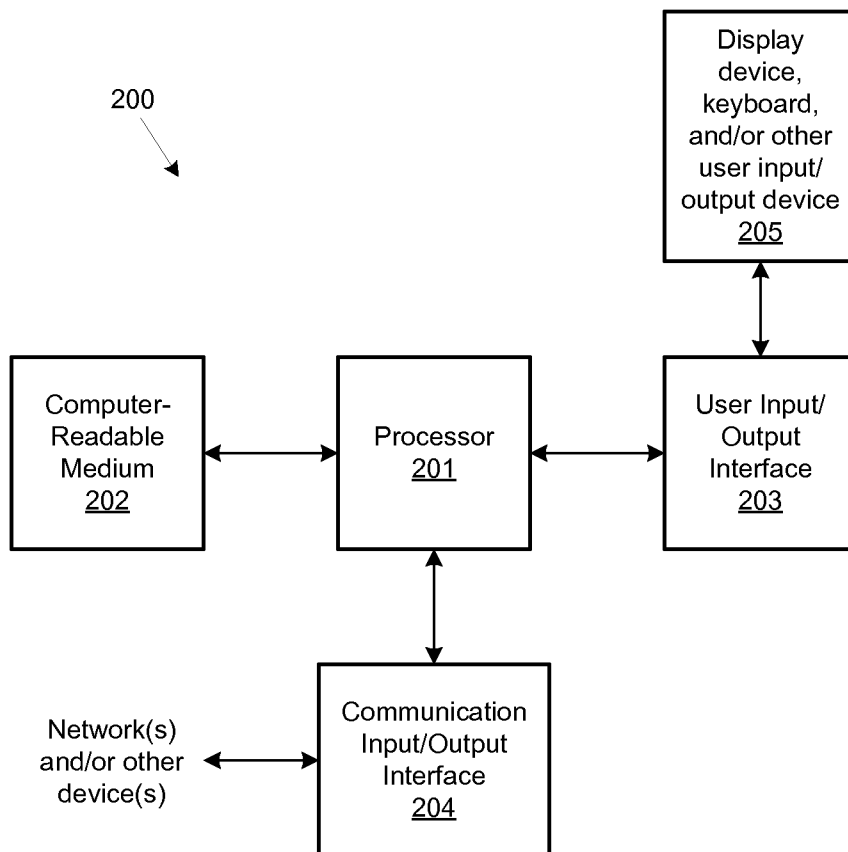 Display
device,
keyboard,
and/or other
user input/
output device
205
200
Computer-
Readable
Medium
202
Processor
201
User Input/
Output
Interface
203
Network(s)
and/or other
device(s)
Communication
Input/Output
Interface
204